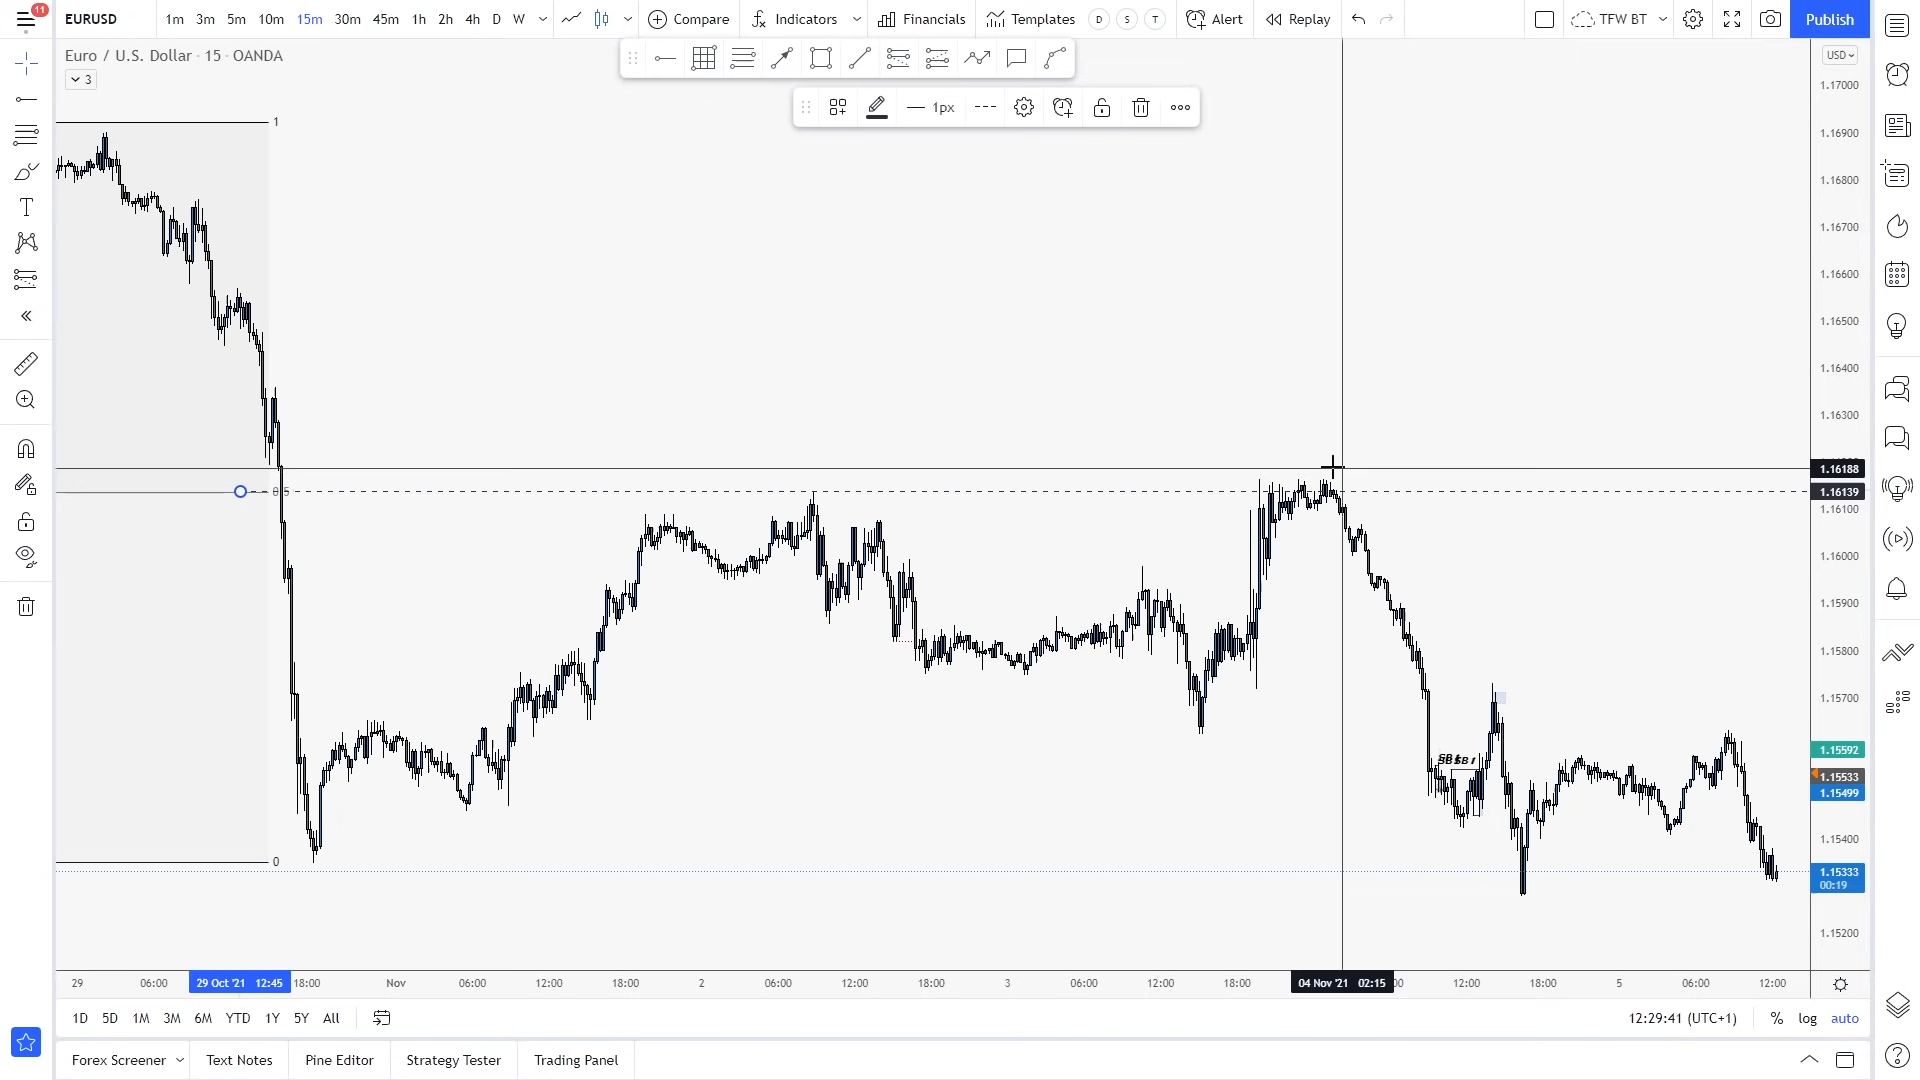 11
EURUSD
1m 3m 5m 10m 15m 30m 45m 1h 2h 4h D W
Compare
Indicators
Financials
Templates
D S T
Alert
Replay
TFW BT
Publish
Euro / U.S. Dollar · 15 · OANDA
3
1px
USD
1.17000
1.16900
1.16800
1.16700
1.16600
1.16500
1.16400
1.16300
1.16188
1.16139
1.16100
1.16000
1.15900
1.15800
1.15700
1.15592
1.15533
1.15499
1.15400
1.15333
00:19
1.15200
1
0.5
0
29 06:00 29 Oct '21 12:45 18:00 Nov 06:00 12:00 18:00 2 06:00 12:00 18:00 3 06:00 12:00 18:00 04 Nov '21 02:15 12:00 18:00 5 06:00 12:00
1D 5D 1M 3M 6M YTD 1Y 5Y All
12:29:41 (UTC+1) % log auto
Forex Screener Text Notes Pine Editor Strategy Tester Trading Panel